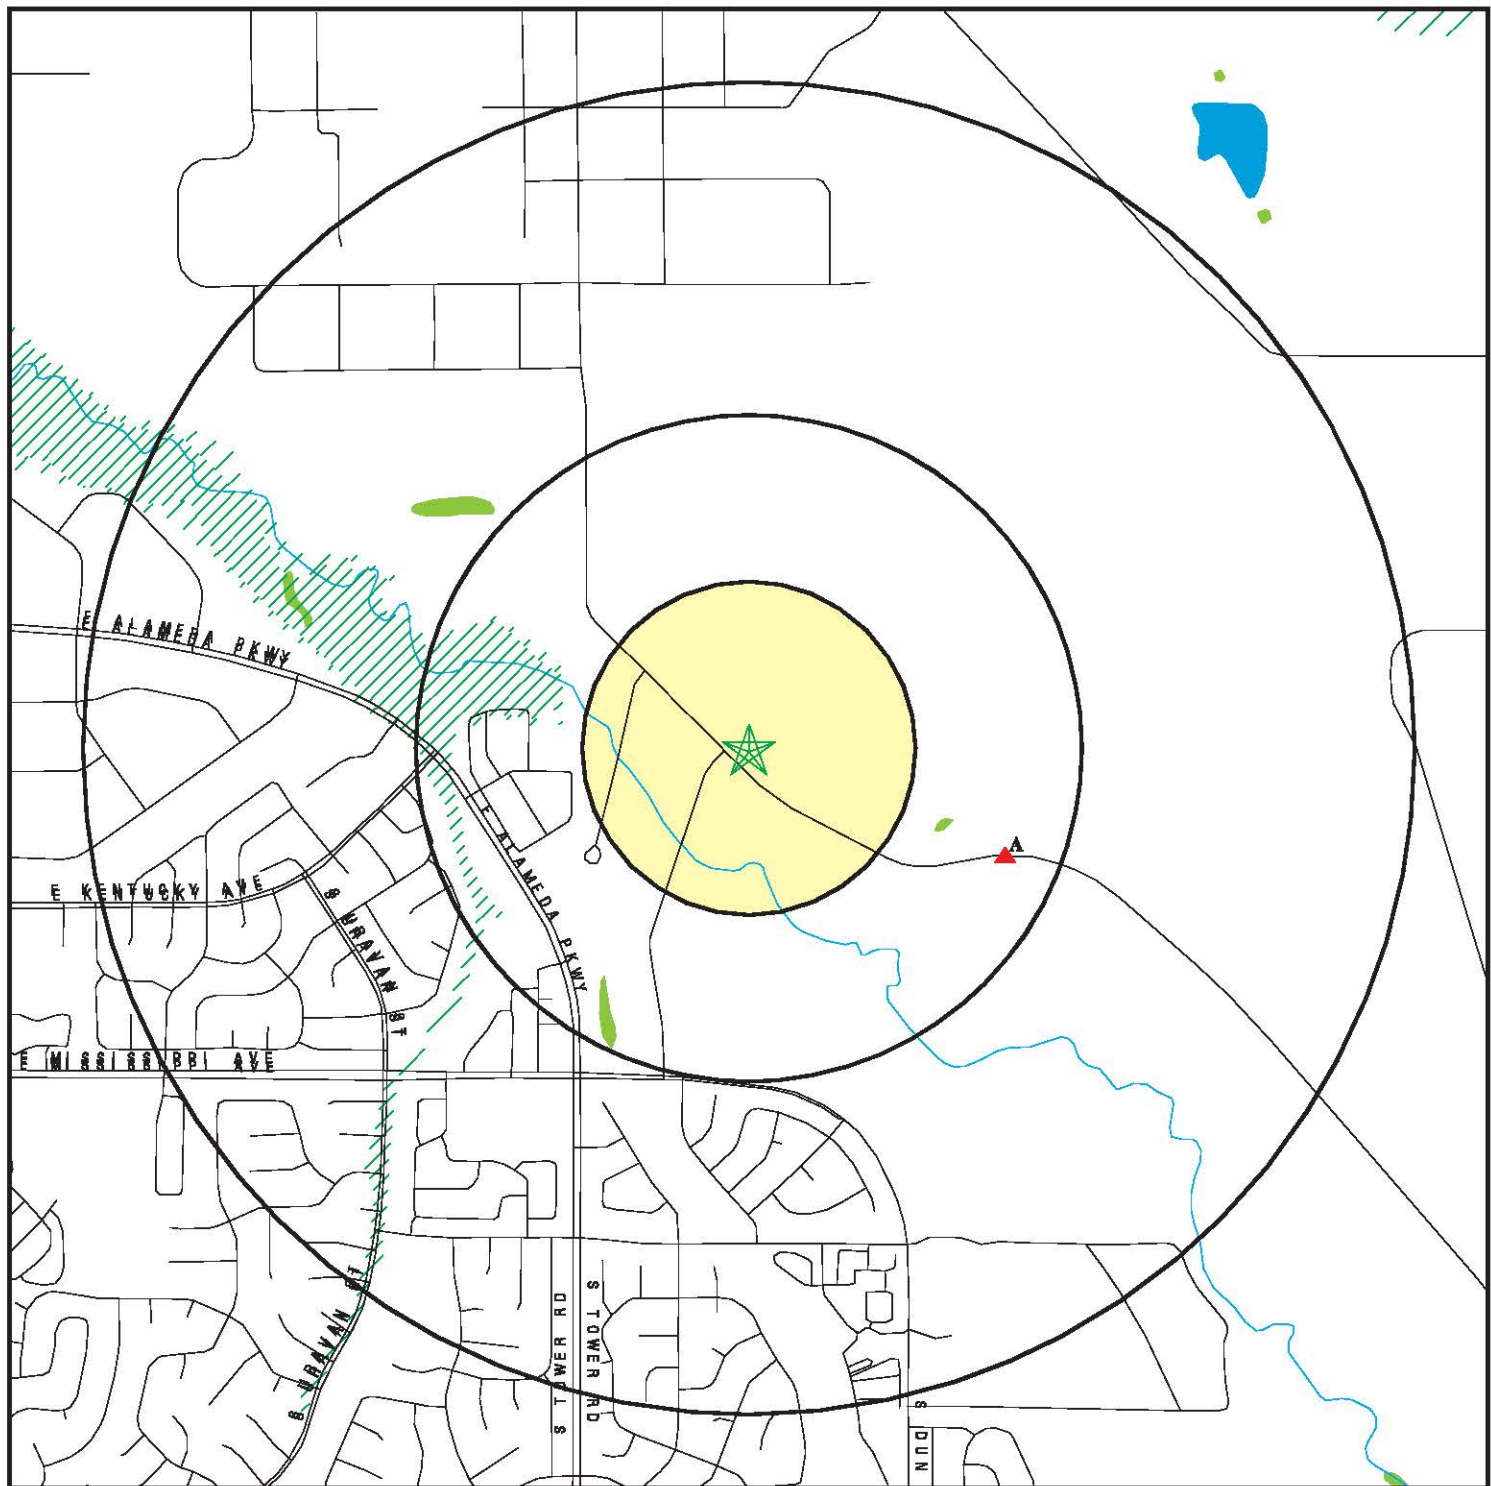 E ALAMEDA PKWY
A
E ALAMEDA PKWY
E KENTUCKY AVE
S URAVAN ST
E MISSISSIPPI AVE
S URAVAN ST
S TOWER RD
S TOWER RD
S DUN